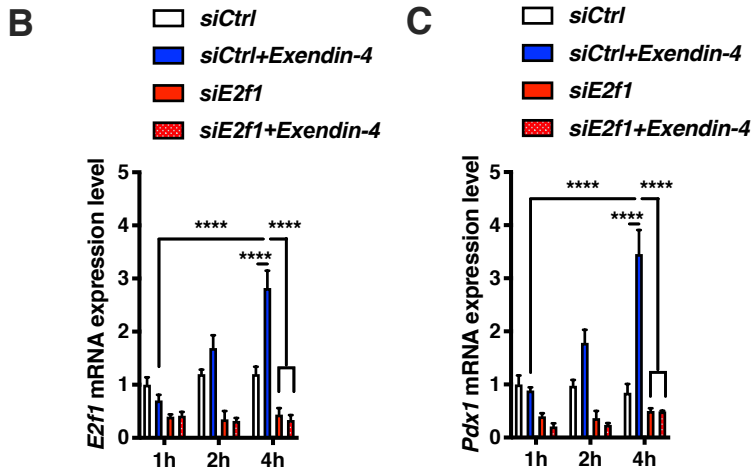 B
siCtrl
siCtrl+Exendin-4
siE2f1
siE2f1+Exendin-4
E2f1 mRNA expression level
5
4
3
2
1
0
****
****
****
1h 2h 4h
C
siCtrl
siCtrl+Exendin-4
siE2f1
siE2f1+Exendin-4
Pdx1 mRNA expression level
5
4
3
2
1
0
****
****
****
1h 2h 4h